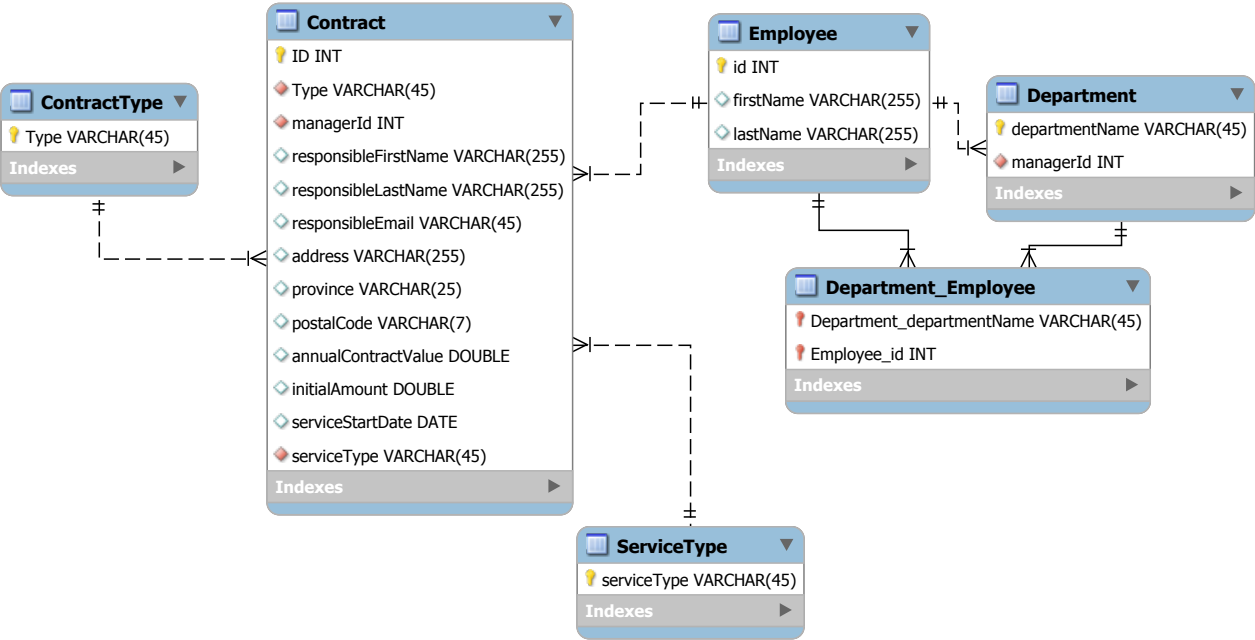 ContractType
Type VARCHAR(45)
Indexes
Contract
ID INT
Type VARCHAR(45)
managerId INT
responsibleFirstName VARCHAR(255)
responsibleLastName VARCHAR(255)
responsibleEmail VARCHAR(45)
address VARCHAR(255)
province VARCHAR(25)
postalCode VARCHAR(7)
annualContractValue DOUBLE
initialAmount DOUBLE
serviceStartDate DATE
serviceType VARCHAR(45)
Indexes
Employee
id INT
firstName VARCHAR(255)
lastName VARCHAR(255)
Indexes
Department
departmentName VARCHAR(45)
managerId INT
Indexes
Department_Employee
Department_departmentName VARCHAR(45)
Employee_id INT
Indexes
ServiceType
serviceType VARCHAR(45)
Indexes